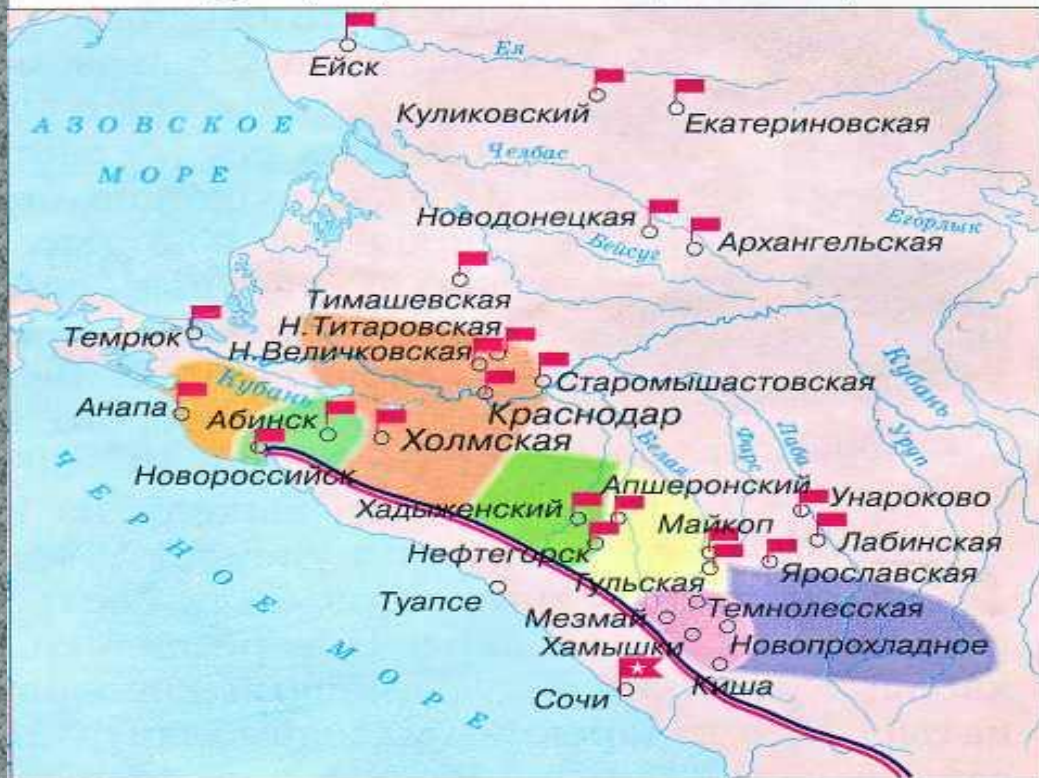 Ейск
Ея
Куликовский
Екатериновская
АЗОВСКОЕ
МОРЕ
Челбас
Новодонецкая
Бейсуг
Егорлык
Архангельская
Тимашевская
Н.Титаровская
Темрюк
Н.Величковская
Кубань
Старомышастовская
Кубань
Анапа
Абинск
Краснодар
Холмская
Белая
Фарс
Лаба
Уруп
Новороссийск
Апшеронский
Унароково
Хадыженский
Майкоп
Лабинская
Нефтегорск
Ярославская
Тульская
Туапсе
Темнолесская
Мезмай
Хамышки
Новопрохладное
Киша
Сочи
ЧЕРНОЕ МОРЕ